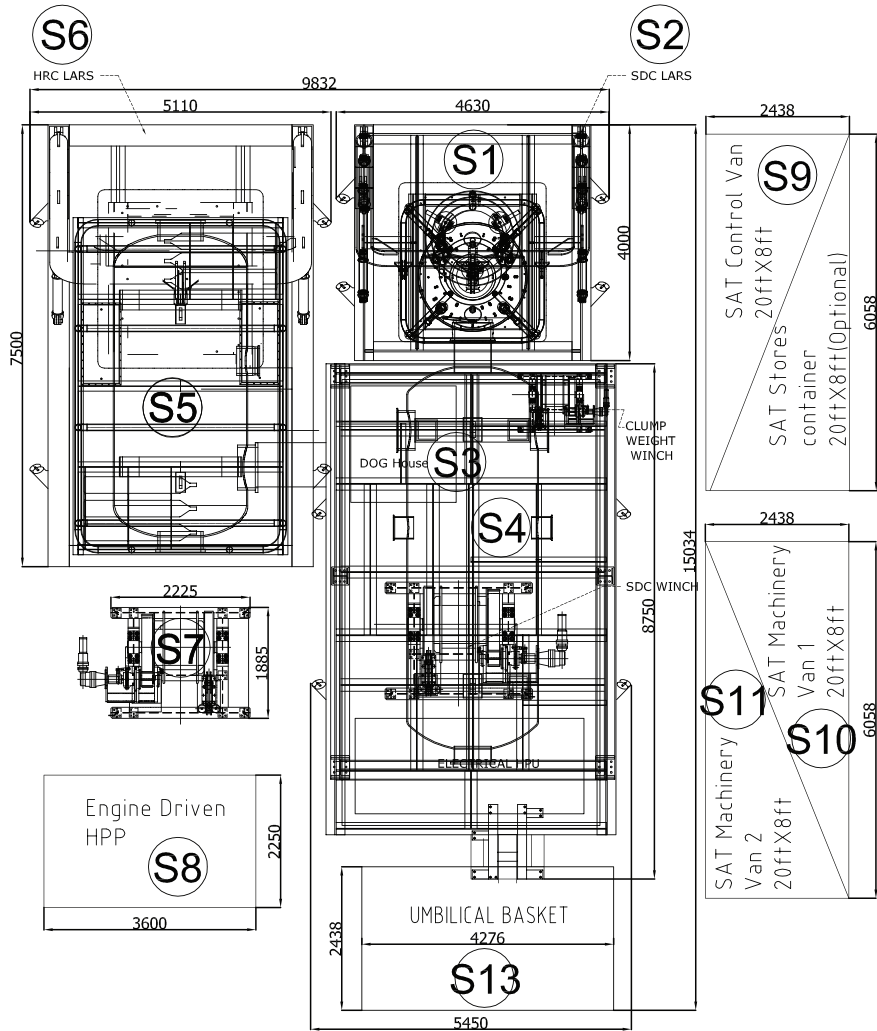 S6
HRC LARS
S2
SDC LARS
9832
5110
4630
2438
S1
S9
SAT Control Van
20ftX8ft
SAT Stores
container
20ftX8ft(Optional)
6058
4000
7500
S5
DOG House
S3
CLUMP
WEIGHT
WINCH
S4
15034
8750
SDC WINCH
2225
S7
1885
2438
SAT Machinery
Van 1
20ftX8ft
S11
S10
6058
SAT Machinery
Van 2
20ftX8ft
ELECTRICAL HPU
Engine Driven
HPP
S8
2250
3600
UMBILICAL BASKET
4276
2438
S13
5450